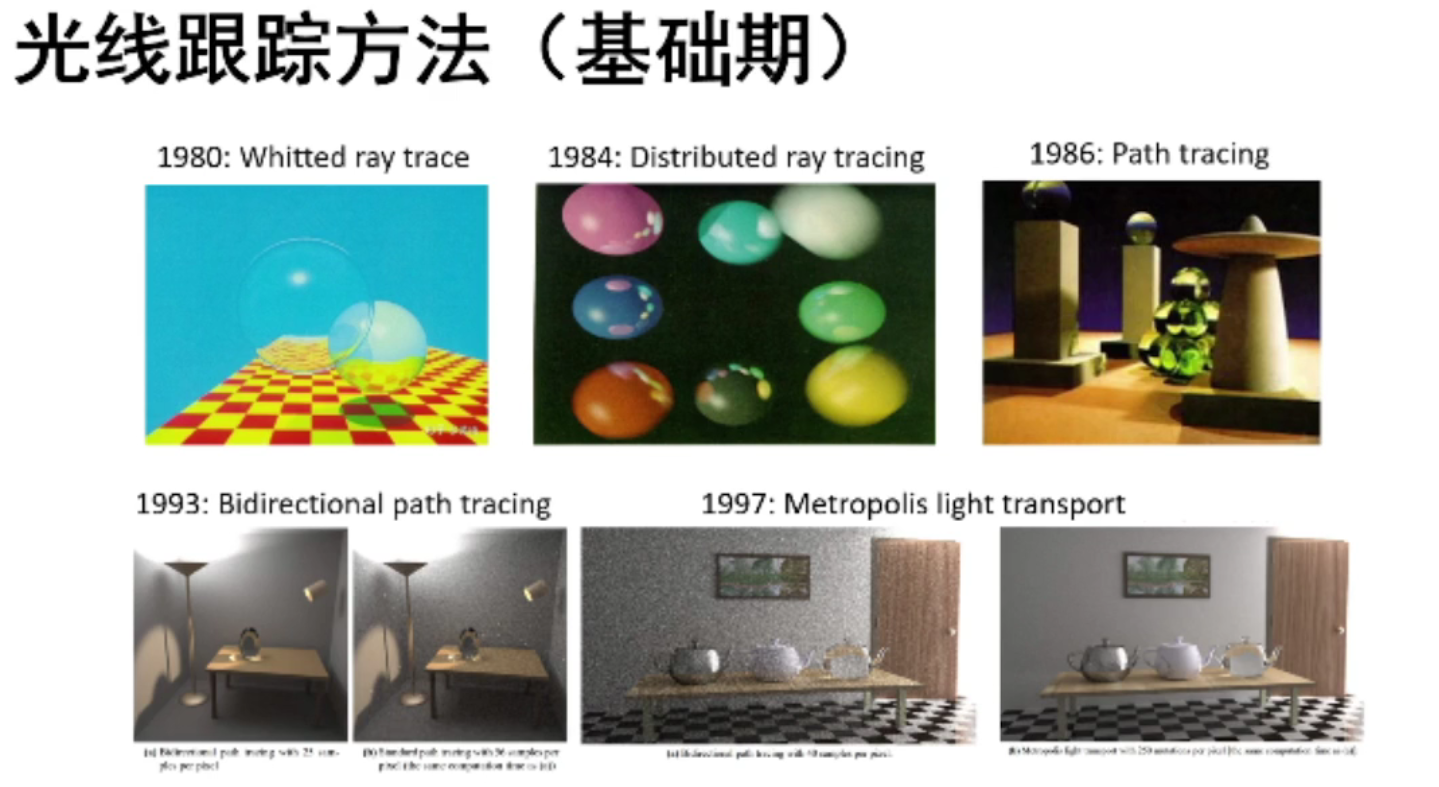 光线跟踪方法（基础期）
1980: Whitted ray trace
1984: Distributed ray tracing
1986: Path tracing
1993: Bidirectional path tracing
1997: Metropolis light transport
(a) Bidirectional path tracing with 25 sam-
ples per pixel
(b) Standard path tracing with 56 samples per
pixel (the same computation time as (a))
(a) Bidirectional path tracing with 40 samples per pixel.
(b) Metropolis light transport with 250 mutations per pixel [the same computation time as (a)].